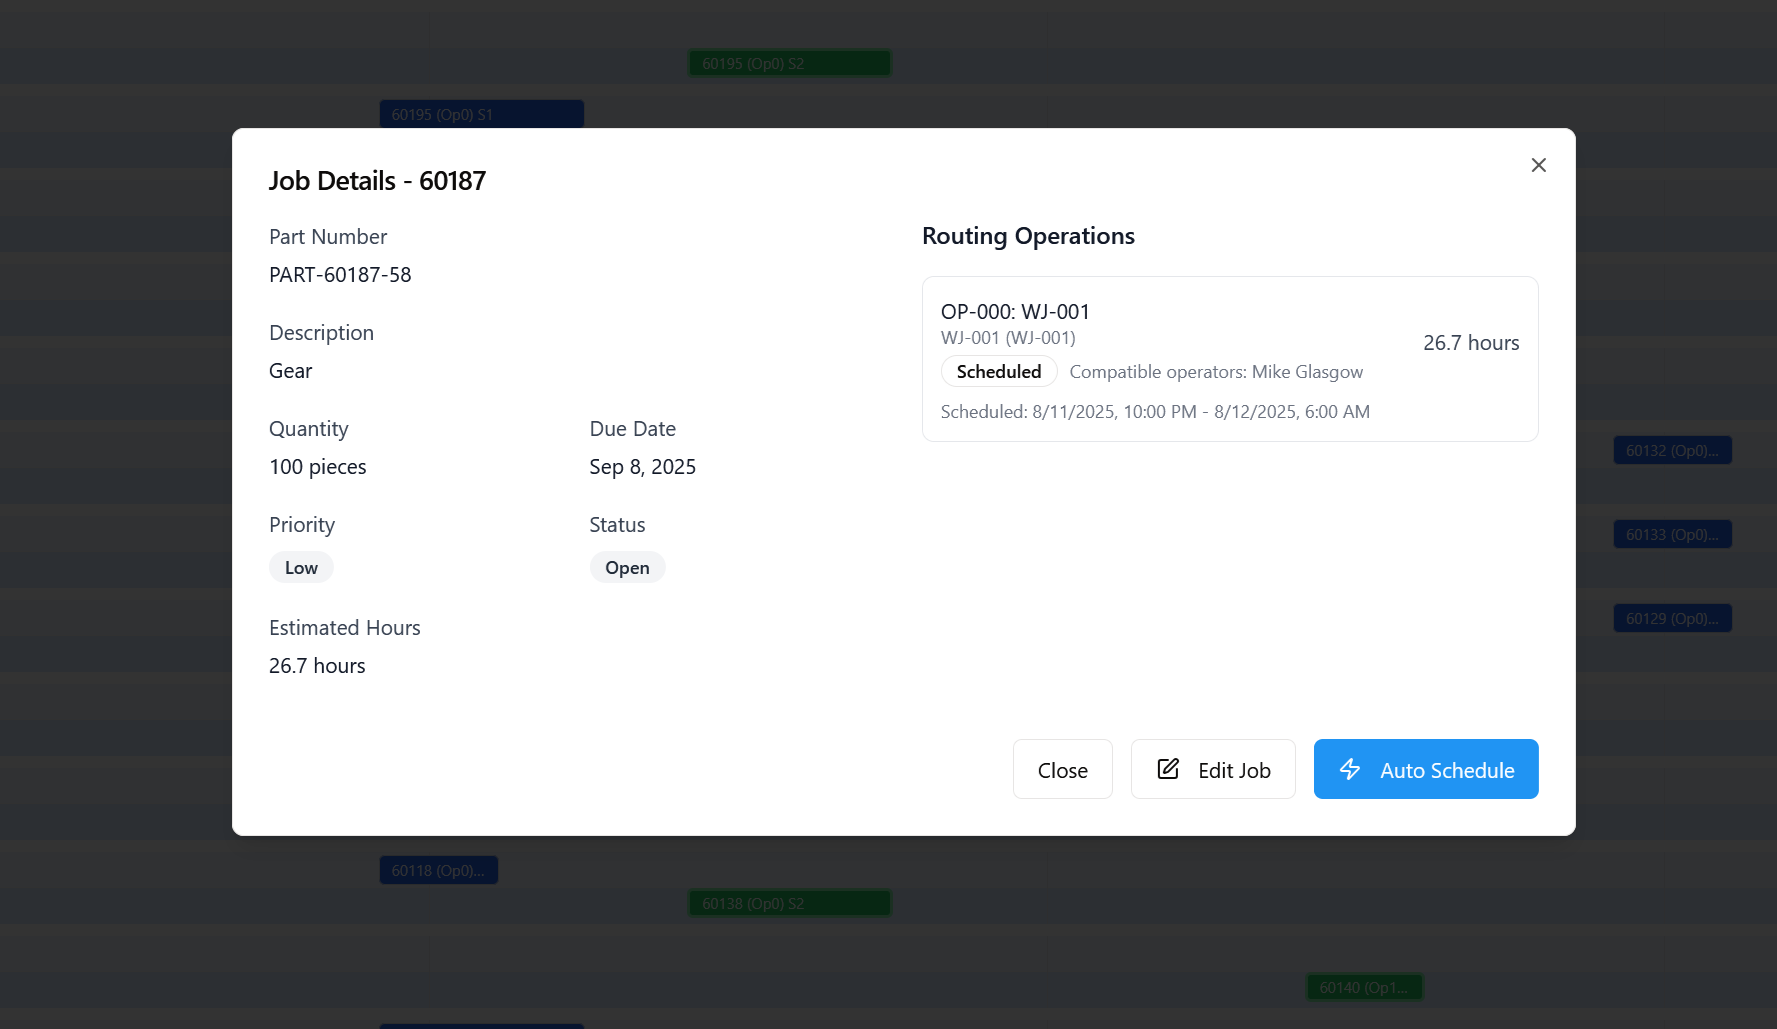 60195 (Op0) S2
60195 (Op0) S1
Job Details - 60187
Part Number
PART-60187-58
Description
Gear
Quantity
100 pieces
Due Date
Sep 8, 2025
Priority
Low
Status
Open
Estimated Hours
26.7 hours
Routing Operations
OP-000: WJ-001
WJ-001 (WJ-001)
26.7 hours
Scheduled
Compatible operators: Mike Glasgow
Scheduled: 8/11/2025, 10:00 PM - 8/12/2025, 6:00 AM
60132 (Op0)...
60133 (Op0)...
60129 (Op0)...
Close
Edit Job
Auto Schedule
60118 (Op0)...
60138 (Op0) S2
60140 (Op1...